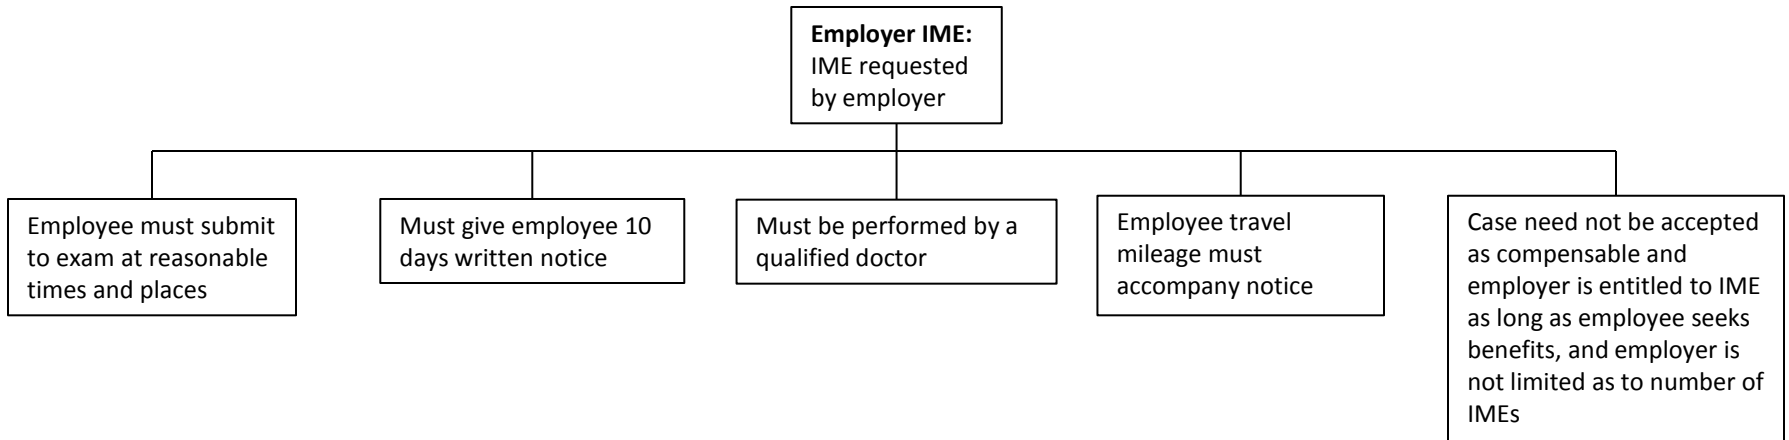 Employer IME:
IME requested
by employer
Employee must submit
to exam at reasonable
times and places
Must give employee 10
days written notice
Must be performed by a
qualified doctor
Employee travel
mileage must
accompany notice
Case need not be accepted
as compensable and
employer is entitled to IME
as long as employee seeks
benefits, and employer is
not limited as to number of
IMEs